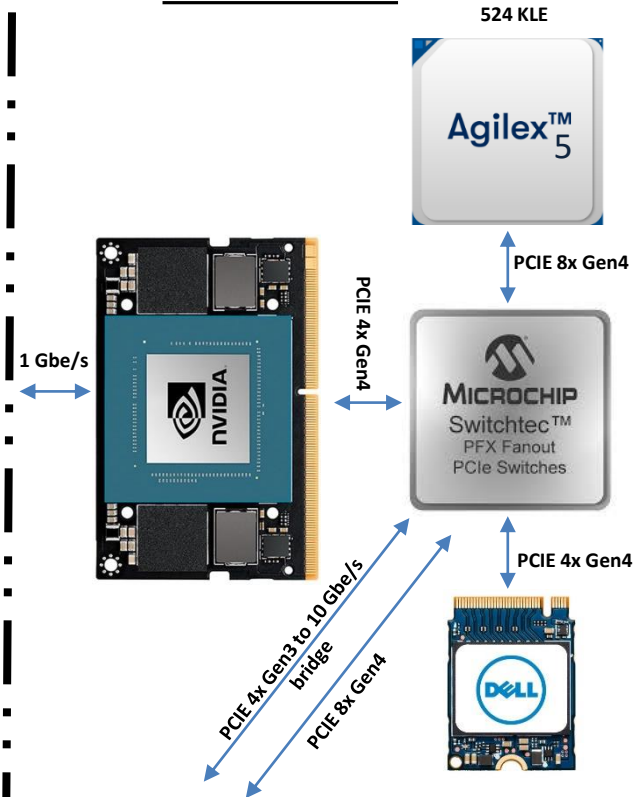 524 KLE
Agilex™
5
PCIE 8x Gen4
PCIE 4x Gen4
1 Gbe/s
NVIDIA
MICROCHIP
Switchtec™
PFX Fanout
PCIe Switches
PCIE 4x Gen4
PCIE 4x Gen3 to 10 Gbe/s
bridge
PCIE 8x Gen4
DELL